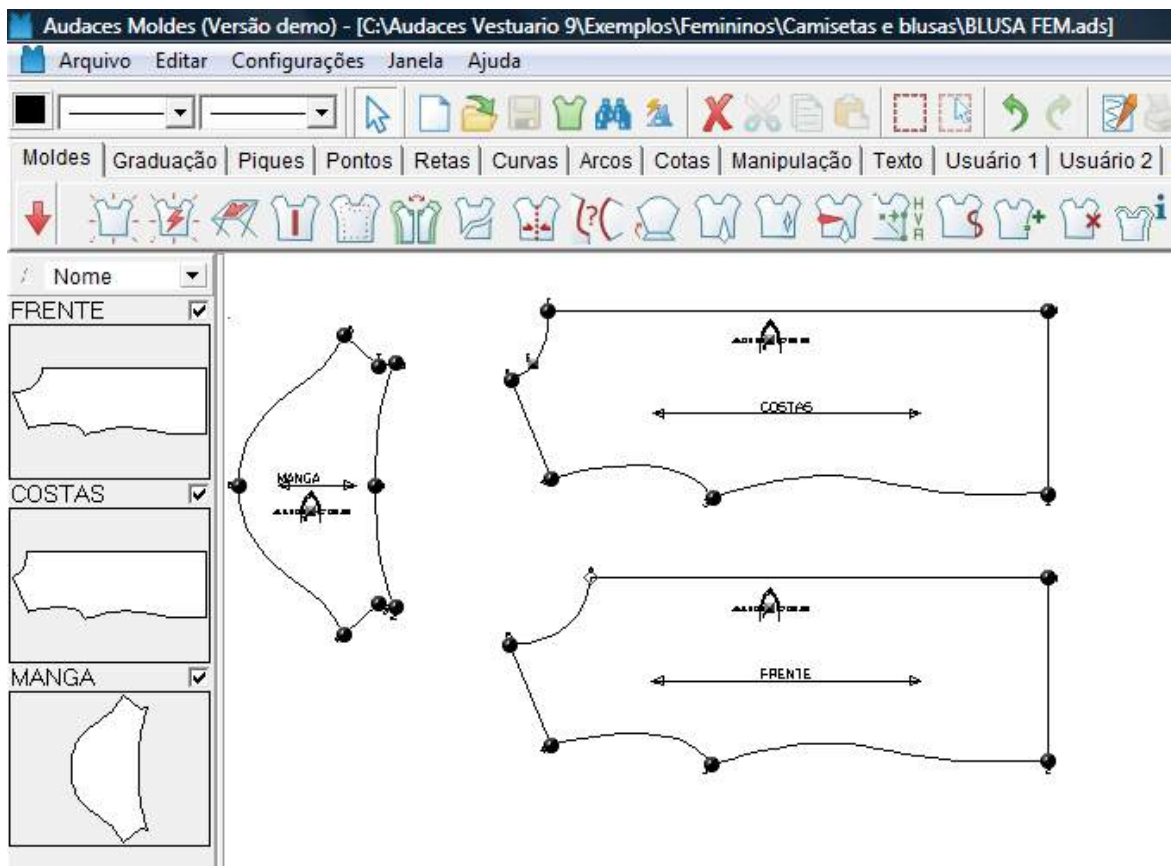 Audaces Moldes (Versão demo) - [C:\Audaces Vestuario 9\Exemplos\Femininos\Camisetas e blusas\BLUSA FEM.ads]
Arquivo Editar Configurações Janela Ajuda
Moldes Graduação Piques Pontos Retas Curvas Arcos Cotas Manipulação Texto Usuário 1 Usuário 2
H
V
A
Nome
FRENTE
COSTAS
MANGA
MANGA
COSTAS
FRENTE